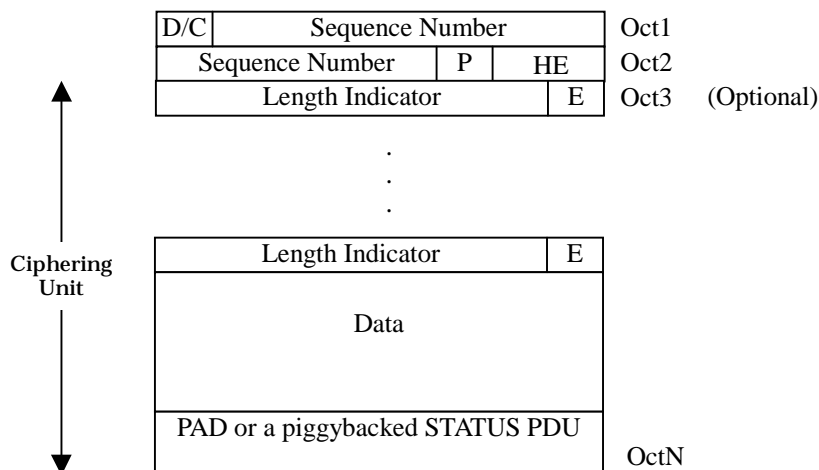 D/C Sequence Number Oct1
Sequence Number P HE Oct2
Length Indicator E Oct3 (Optional)
.
.
.
Length Indicator E
Ciphering
Unit
Data
PAD or a piggybacked STATUS PDU
OctN